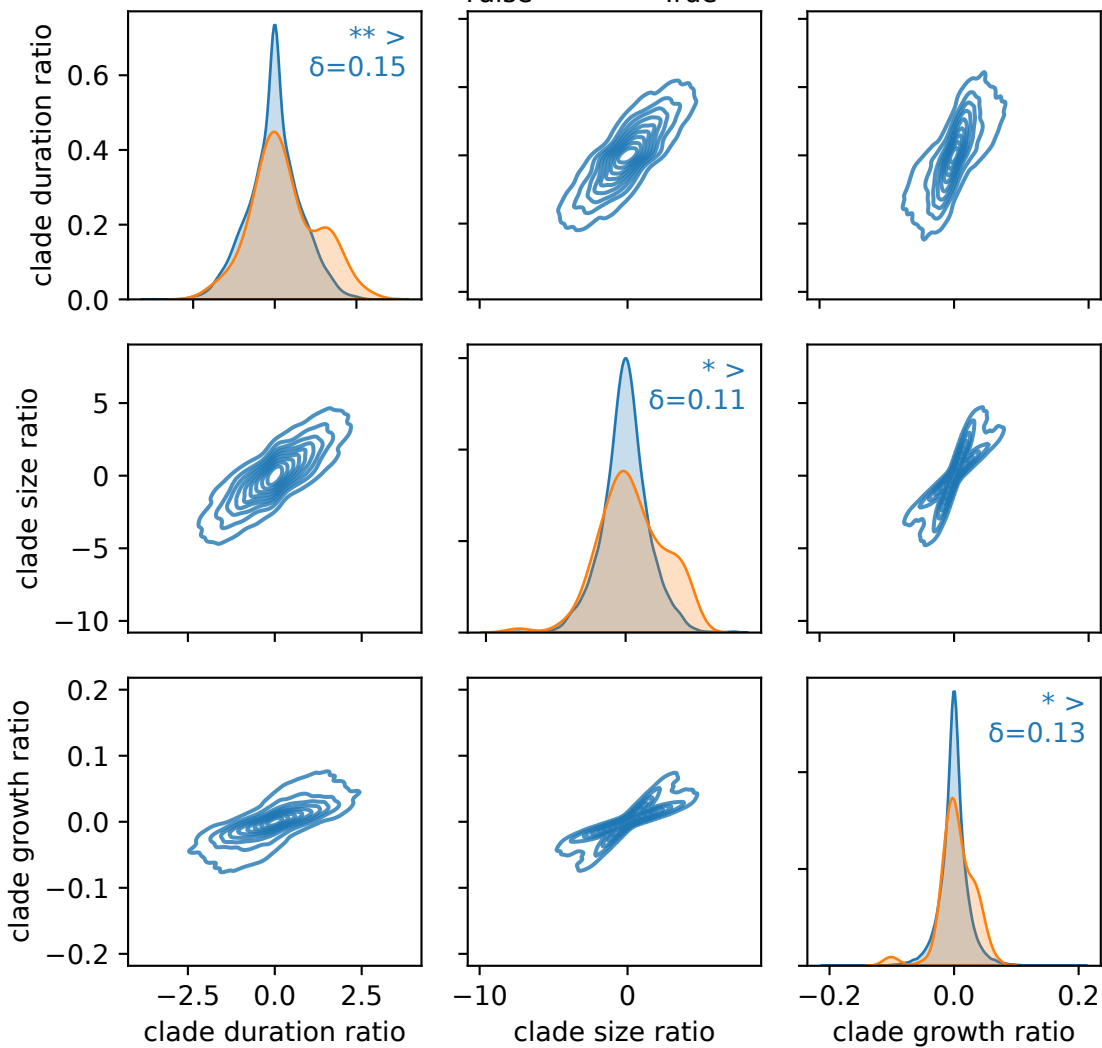 False True
clade duration ratio
0.6
0.4
0.2
0.0
** >
δ=0.15
clade size ratio
5
0
−5
−10
* >
δ=0.11
clade growth ratio
0.2
0.1
0.0
−0.1
−0.2
* >
δ=0.13
−2.5 0.0 2.5
−10 0
−0.2 0.0 0.2
clade duration ratio
clade size ratio
clade growth ratio